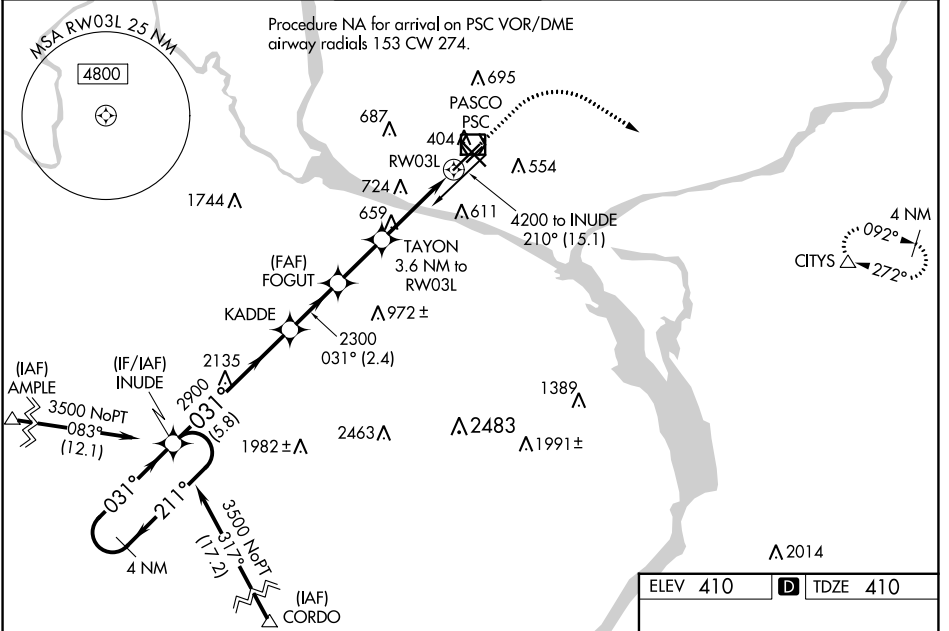 Procedure NA for arrival on PSC VOR/DME
airway radials 153 CW 274.
MSA RW03L 25 NM
4800
695
PASCO
PSC
687
404
RW03L
554
724
1744
611
659
4200 to INUDE
210° (15.1)
4 NM
092°
CITYS
272°
TAYON
3.6 NM to
RW03L
(FAF)
FOGUT
KADDE
972 ±
2300
031° (2.4)
2135
(IF/IAF)
INUDE
(IAF)
AMPLE
2900
031°
(5.8)
3500 NoPT
083°
(12.1)
1389
1982 ±
2463
2483
1991 ±
031°
211°
4 NM
3500 NoPT
317°
(17.2)
(IAF)
CORDO
2014
ELEV 410 D TDZE 410